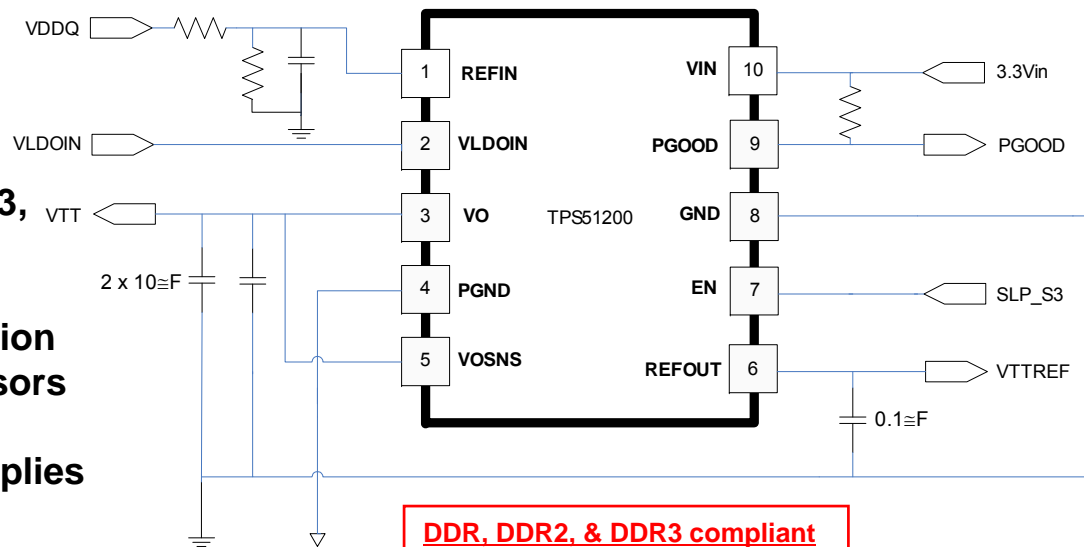 VDDQ
1 REFIN
VIN 10
3.3Vin
VLDOIN
2 VLDOIN
PGOOD 9
PGOOD
3,
VTT
3 VO
TPS51200
GND 8
2 x 10≅F
4 PGND
EN 7
SLP_S3
ion
sors
5 VOSNS
REFOUT 6
VTTREF
0.1≅F
plies
DDR, DDR2, & DDR3 compliant